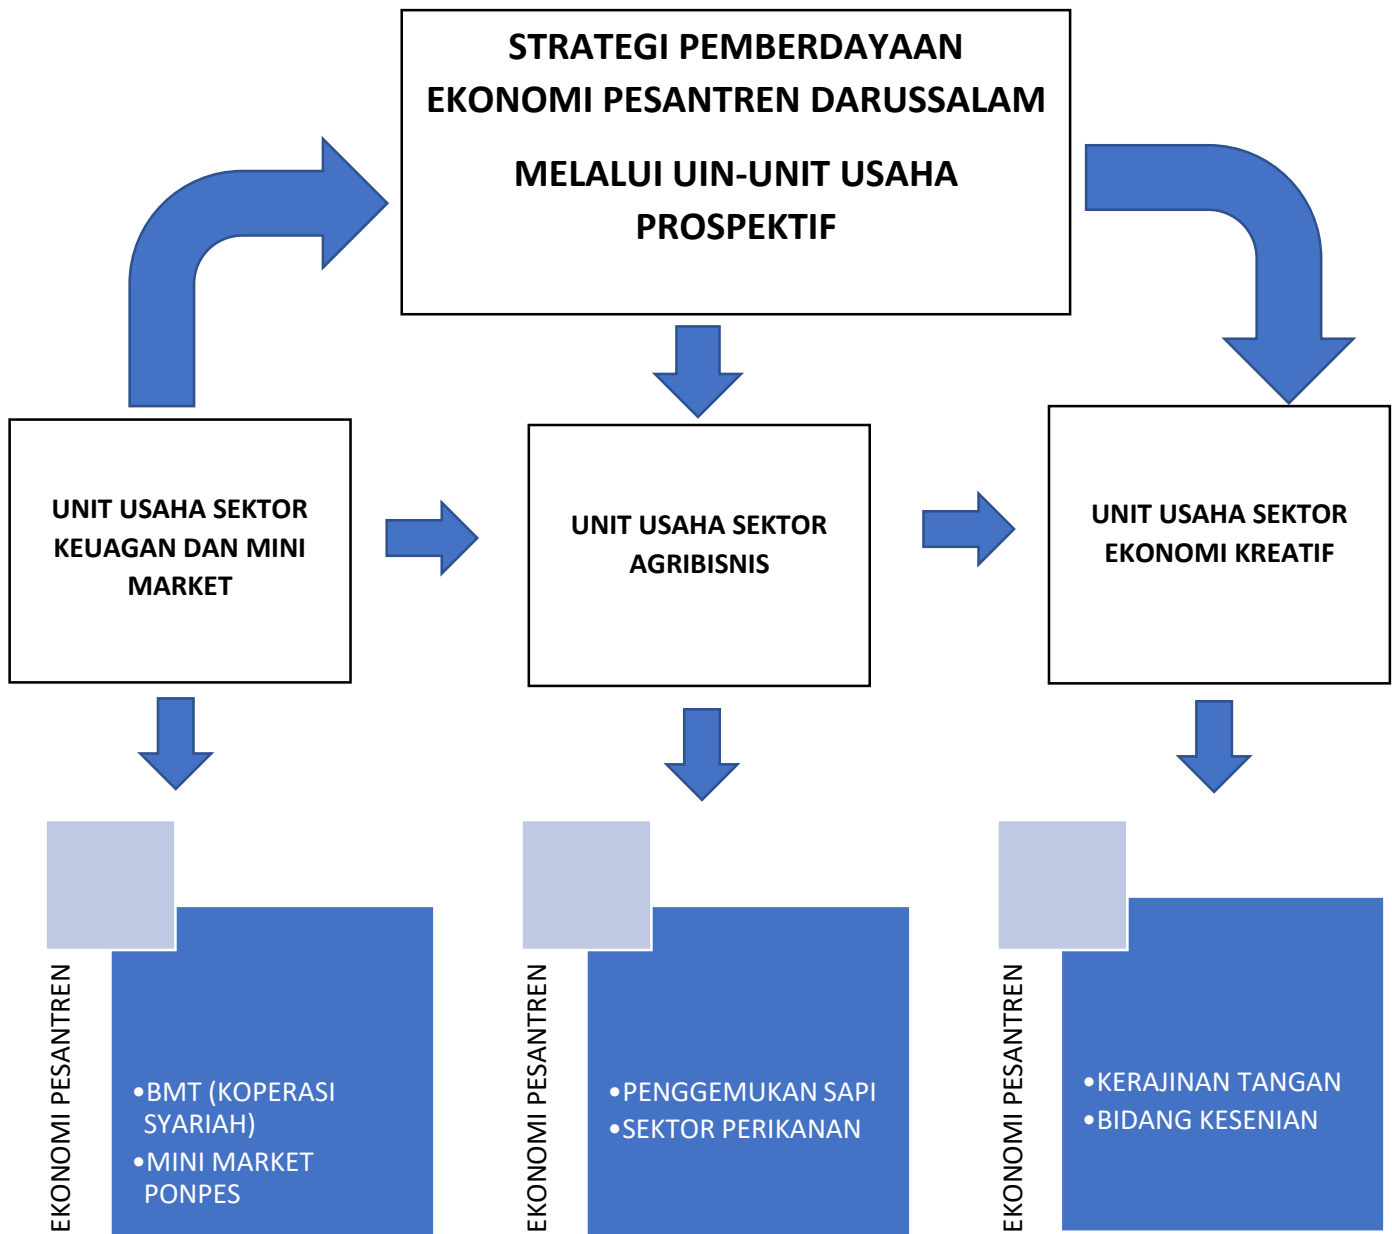 STRATEGI PEMBERDAYAAN
EKONOMI PESANTREN DARUSSALAM
MELALUI UIN-UNIT USAHA
PROSPEKTIF
UNIT USAHA SEKTOR
KEUAGAN DAN MINI
MARKET
UNIT USAHA SEKTOR
AGRIBISNIS
UNIT USAHA SEKTOR
EKONOMI KREATIF
EKONOMI PESANTREN
•BMT (KOPERASI
SYARIAH)
•MINI MARKET
PONPES
EKONOMI PESANTREN
•PENGGEMUKAN SAPI
•SEKTOR PERIKANAN
EKONOMI PESANTREN
•KERAJINAN TANGAN
•BIDANG KESENIAN